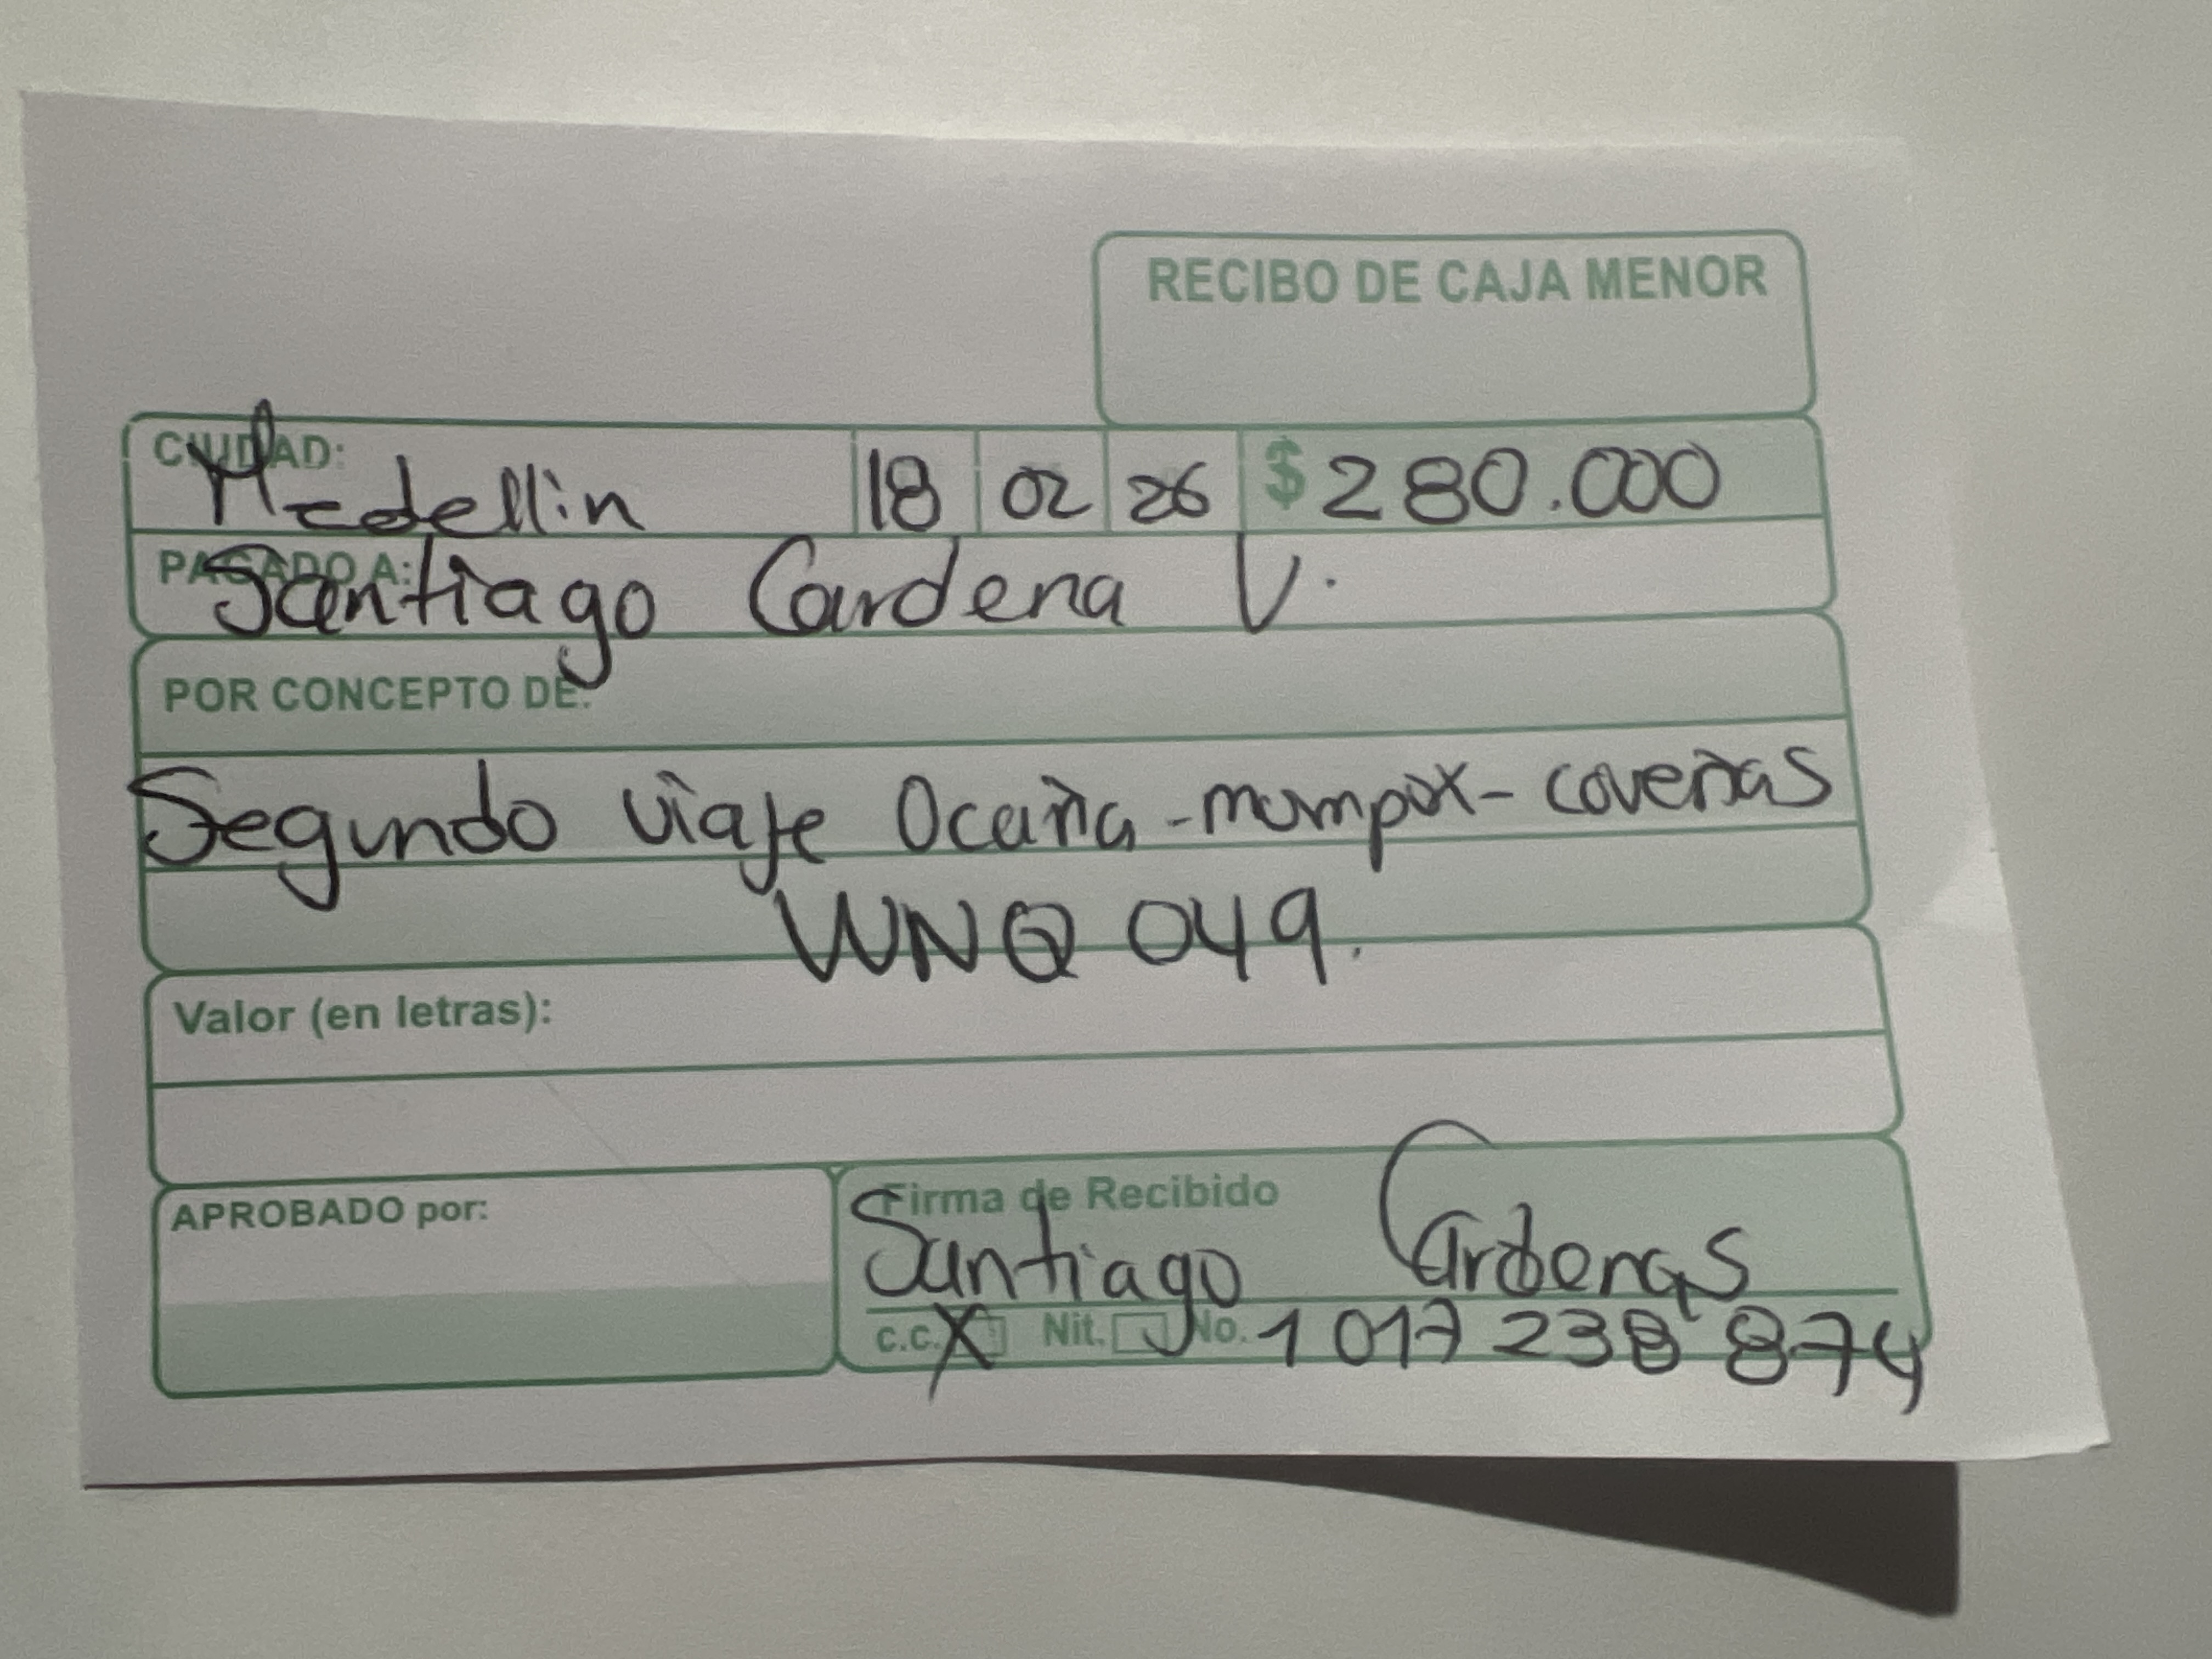 RECIBO DE CAJA MENOR
CIUDAD: Medellin 18 02 26 $ 280.000
PAGADO A: Santiago Cardena V.
POR CONCEPTO DE:
Segundo viaje Ocaña - mompox - coveñas
WNQ 049.
Valor (en letras):
APROBADO por:
Firma de Recibido
Santiago Cardenas
c.c. X Nit. No. 1 017 238 874